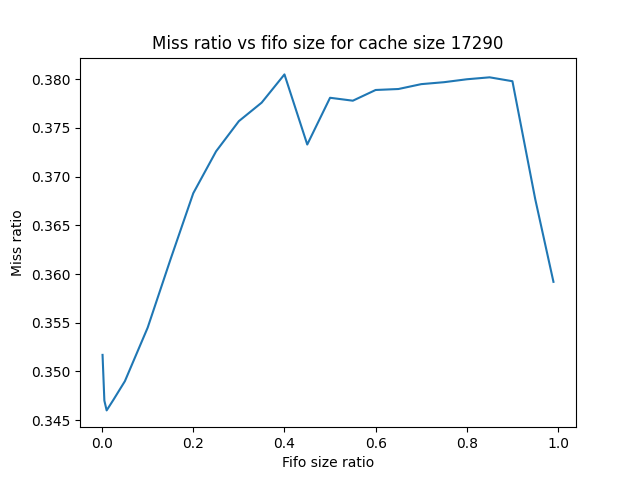 Miss ratio vs fifo size for cache size 17290
0.380
0.375
0.370
0.365
0.360
0.355
0.350
0.345
Miss ratio
0.0 0.2 0.4 0.6 0.8 1.0
Fifo size ratio